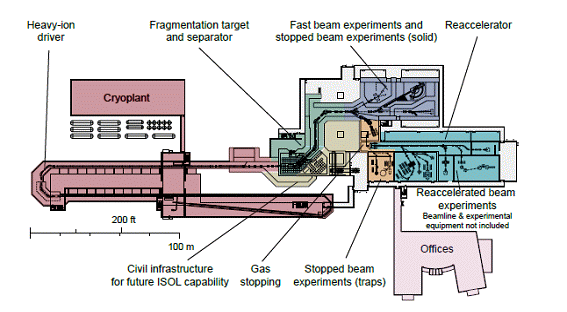 Heavy-ion
driver
Fragmentation target
and separator
Fast beam experiments and
stopped beam experiments (solid)
Reaccelerator
Cryoplant
200 ft
100 m
Reaccelerated beam
experiments
Beamline & experimental
equipment not included
Offices
Civil infrastructure
for future ISOL capability
Gas
stopping
Stopped beam
experiments (traps)